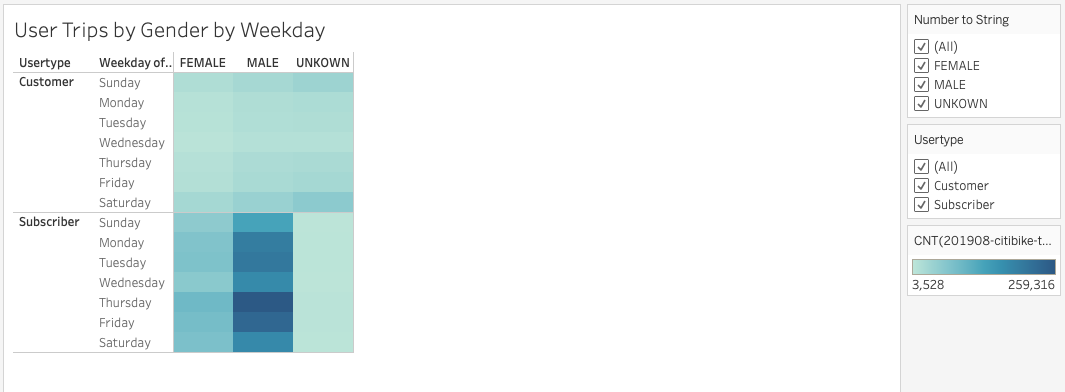 User Trips by Gender by Weekday
Usertype Weekday of.. FEMALE MALE UNKOWN
Customer Sunday
Monday
Tuesday
Wednesday
Thursday
Friday
Saturday
Subscriber Sunday
Monday
Tuesday
Wednesday
Thursday
Friday
Saturday
Number to String
(All)
FEMALE
MALE
UNKOWN
Usertype
(All)
Customer
Subscriber
CNT(201908-citibike-t...
3,528 259,316